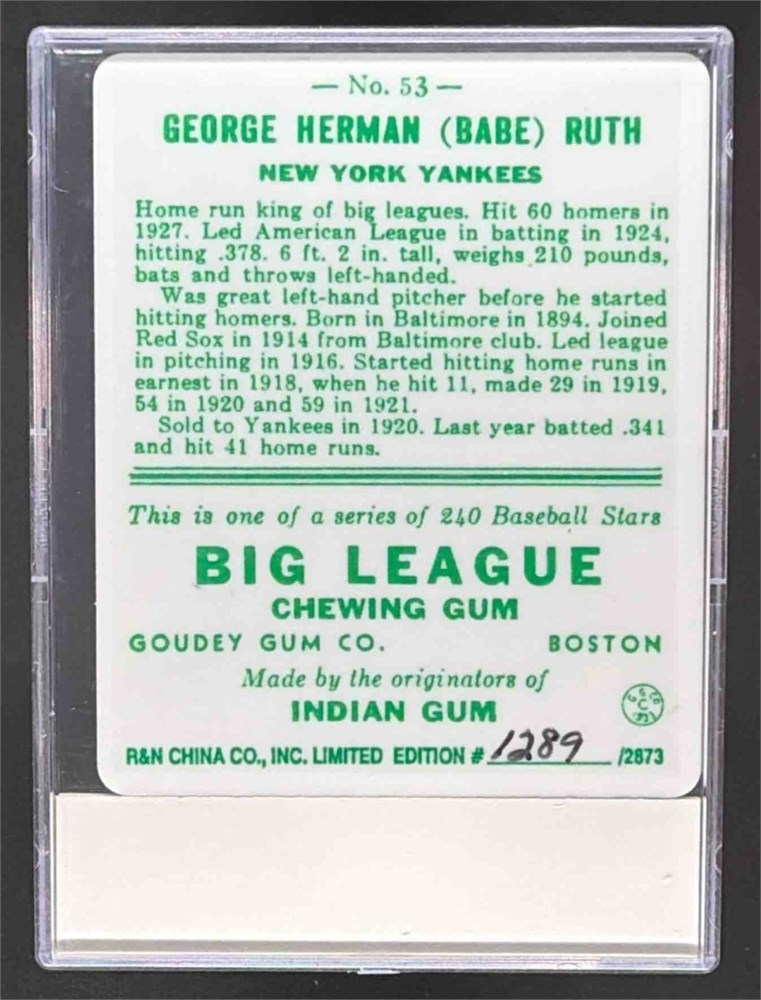 — No. 53 —
GEORGE HERMAN (BABE) RUTH
NEW YORK YANKEES
Home run king of big leagues. Hit 60 homers in
1927. Led American League in batting in 1924,
hitting .378. 6 ft. 2 in. tall, weighs 210 pounds,
bats and throws left-handed.
Was great left-hand pitcher before he started
hitting homers. Born in Baltimore in 1894. Joined
Red Sox in 1914 from Baltimore club. Led league
in pitching in 1916. Started hitting home runs in
earnest in 1918, when he hit 11, made 29 in 1919,
54 in 1920 and 59 in 1921.
Sold to Yankees in 1920. Last year batted .341
and hit 41 home runs.
This is one of a series of 240 Baseball Stars
BIG LEAGUE
CHEWING GUM
GOUDEY GUM CO. BOSTON
Made by the originators of
INDIAN GUM
R&N CHINA CO., INC. LIMITED EDITION # 1289 /2873